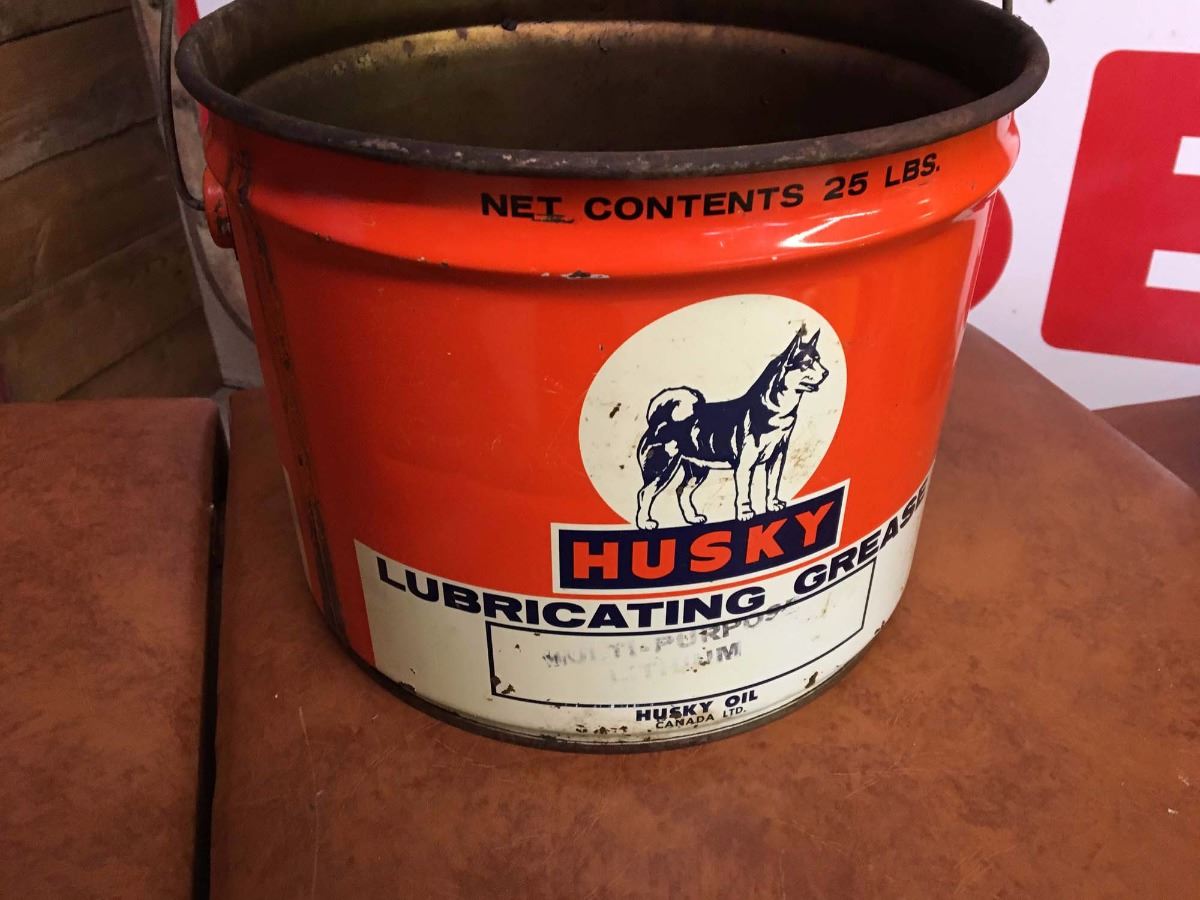 NET CONTENTS 25 LBS.
HUSKY
LUBRICATING GREASE
MULTI-PURPOSE
LITHIUM
HUSKY OIL
CANADA LTD.